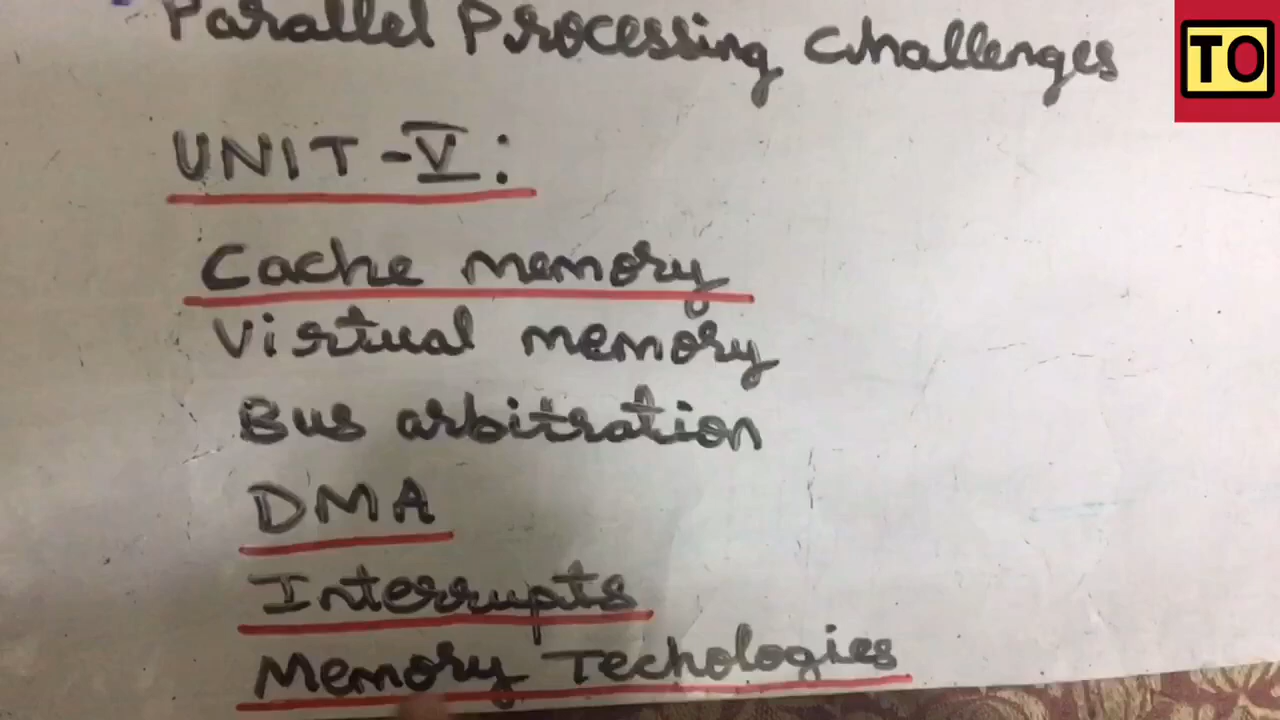 Parallel Processing Challenges
TO
UNIT-V:
Cache memory
Virtual memory
Bus arbitration
DMA
Interrupts
Memory Techologies